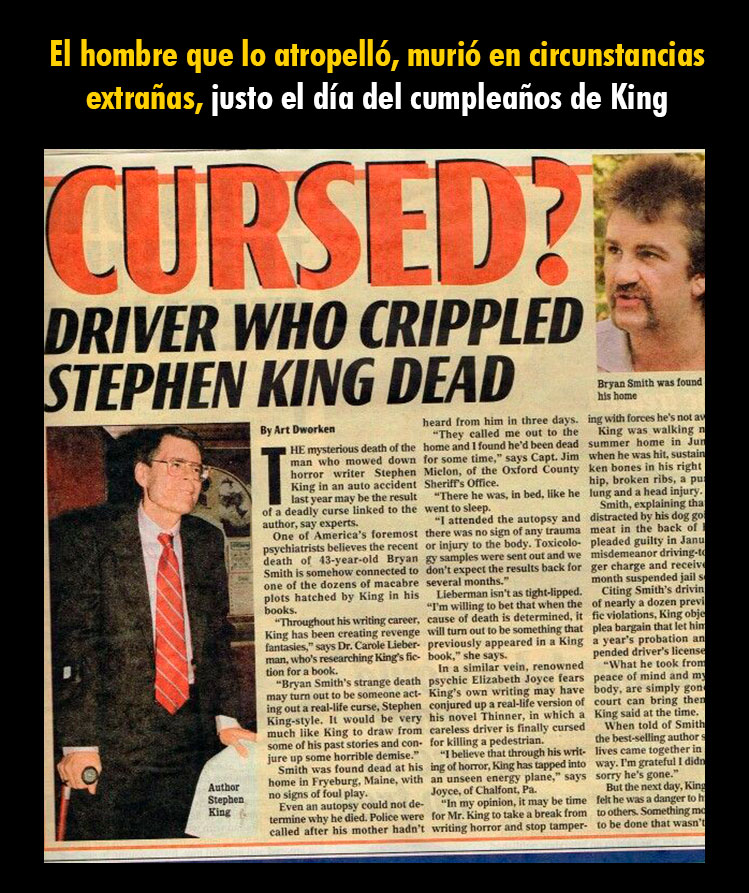 El hombre que lo atropelló, murió en circunstancias
extrañas, justo el día del cumpleaños de King
CURSED?
DRIVER WHO CRIPPLED
STEPHEN KING DEAD
Bryan Smith was found
his home
By Art Dworken
THE mysterious death of the
man who mowed down
horror writer Stephen
King in an auto accident
last year may be the result
of a deadly curse linked to the
author, say experts.
One of America's foremost
psychiatrists believes the recent
death of 43-year-old Bryan
Smith is somehow connected to
one of the dozens of macabre
plots hatched by King in his
books.
"Throughout his writing career,
King has been creating revenge
fantasies," says Dr. Carole Lieber-
man, who's researching King's fic-
tion for a book.
"Bryan Smith's strange death
may turn out to be someone act-
ing out a real-life curse, Stephen
King-style. It would be very
much like King to draw from
some of his past stories and con-
jure up some horrible demise."
Smith was found dead at his
home in Fryeburg, Maine, with
no signs of foul play.
Even an autopsy could not de-
termine why he died. Police were
called after his mother hadn't
heard from him in three days.
"They called me out to the
home and I found he'd been dead
for some time," says Capt. Jim
Miclon, of the Oxford County
Sheriff's Office.
"There he was, in bed, like he
went to sleep.
"I attended the autopsy and
there was no sign of any trauma
or injury to the body. Toxicolo-
gy samples were sent out and we
don't expect the results back for
several months."
Lieberman isn't as tight-lipped.
"I'm willing to bet that when the
cause of death is determined, it
will turn out to be something that
previously appeared in a King
book," she says.
In a similar vein, renowned
psychic Elizabeth Joyce fears
King's own writing may have
conjured up a real-life version of
his novel Thinner, in which a
careless driver is finally cursed
for killing a pedestrian.
"I believe that through his writ-
ing of horror, King has tapped into
an unseen energy plane," says
Joyce, of Chalfont, Pa.
"In my opinion, it may be time
for Mr. King to take a break from
writing horror and stop tamper-
ing with forces he's not
King was walking
summer home in
when he was hit, sustain
ken bones in his right
hip, broken ribs, a
lung and a head injury.
Smith, explaining
distracted by his dog
meat in the back of
pleaded guilty in
misdemeanor
ger charge and
month suspended jail
Citing Smith's
of nearly a dozen
fic violations, King
plea bargain that let him
a year's probation
pended driver's license
"What he took from
peace of mind and
body, are simply
court can bring
King said at the time.
When told of Smith
the best-selling author
lives came together in
way. I'm grateful I
sorry he's gone."
But the next day, King
felt he was a danger to
to others. Something
to be done that
Author
Stephen
King